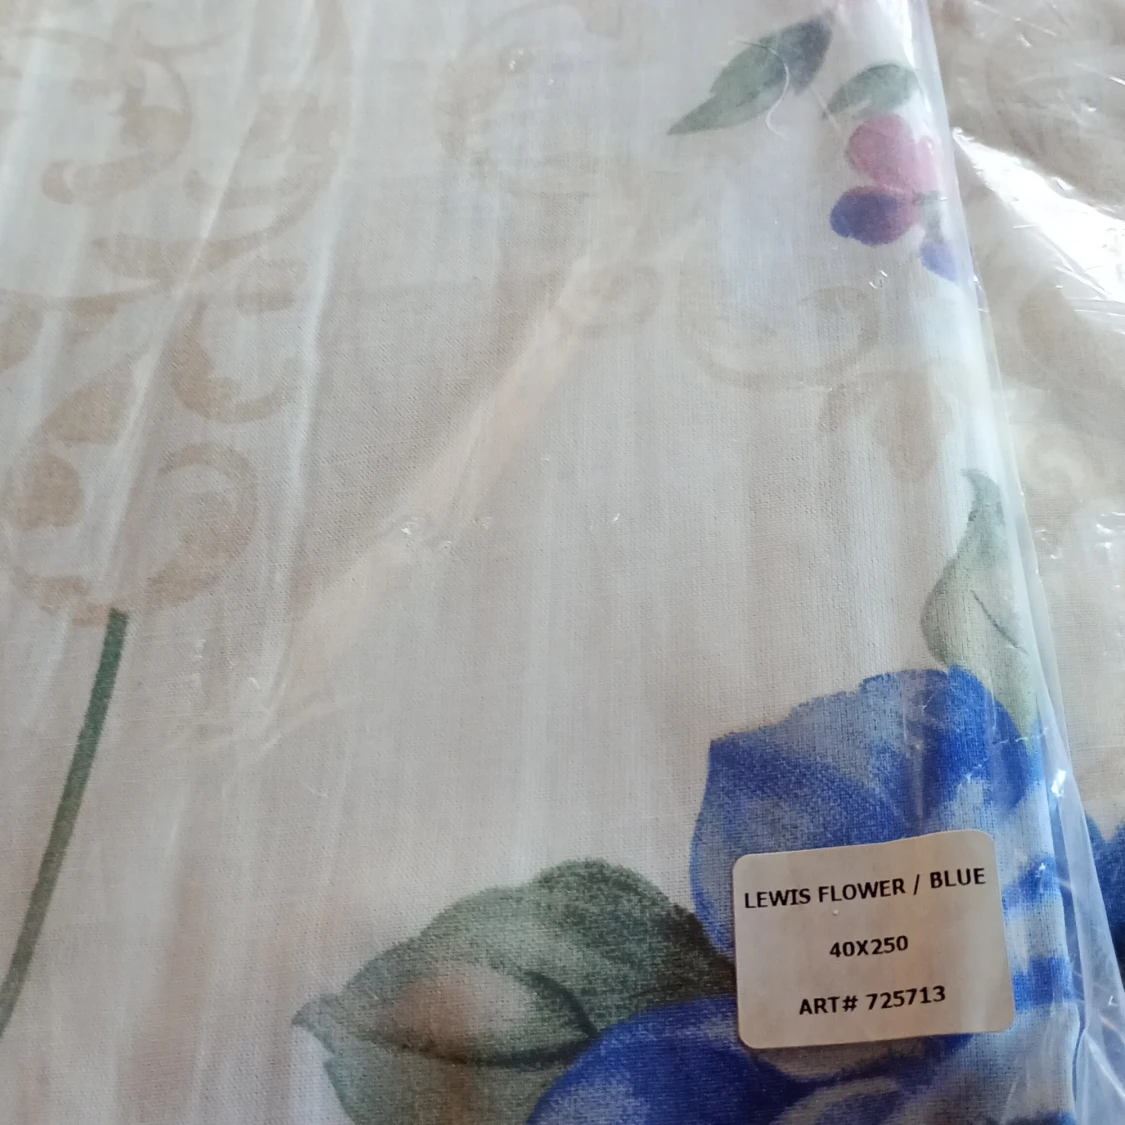 LEWIS FLOWER / BLUE
40X250
ART# 725713